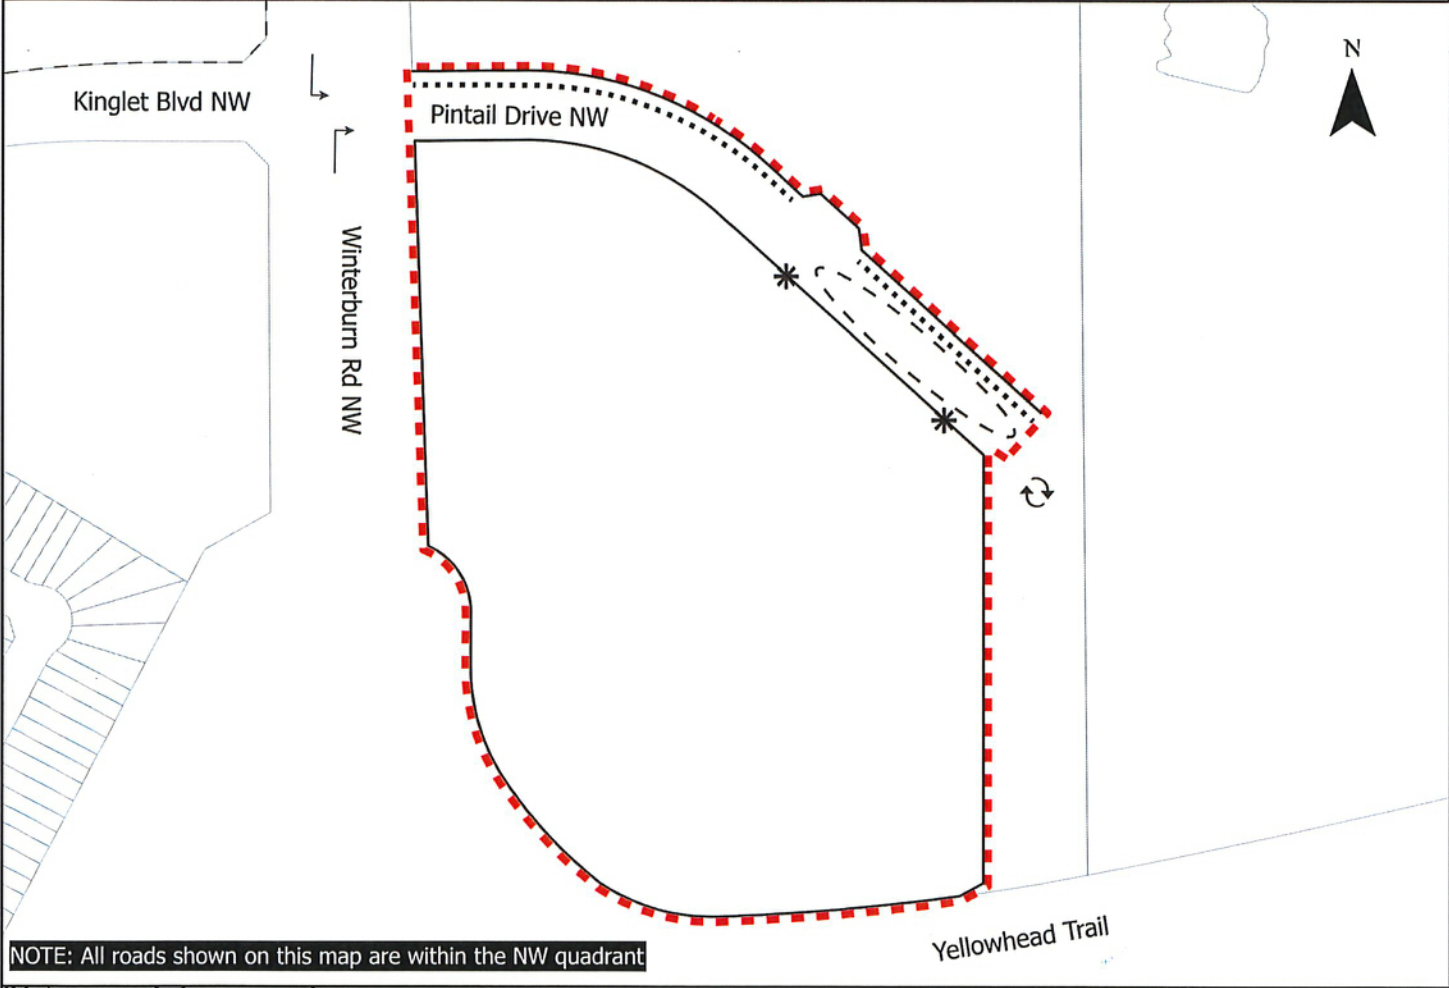 N
Kinglet Blvd NW
Pintail Drive NW
Winterburn Rd NW
Yellowhead Trail
NOTE: All roads shown on this map are within the NW quadrant